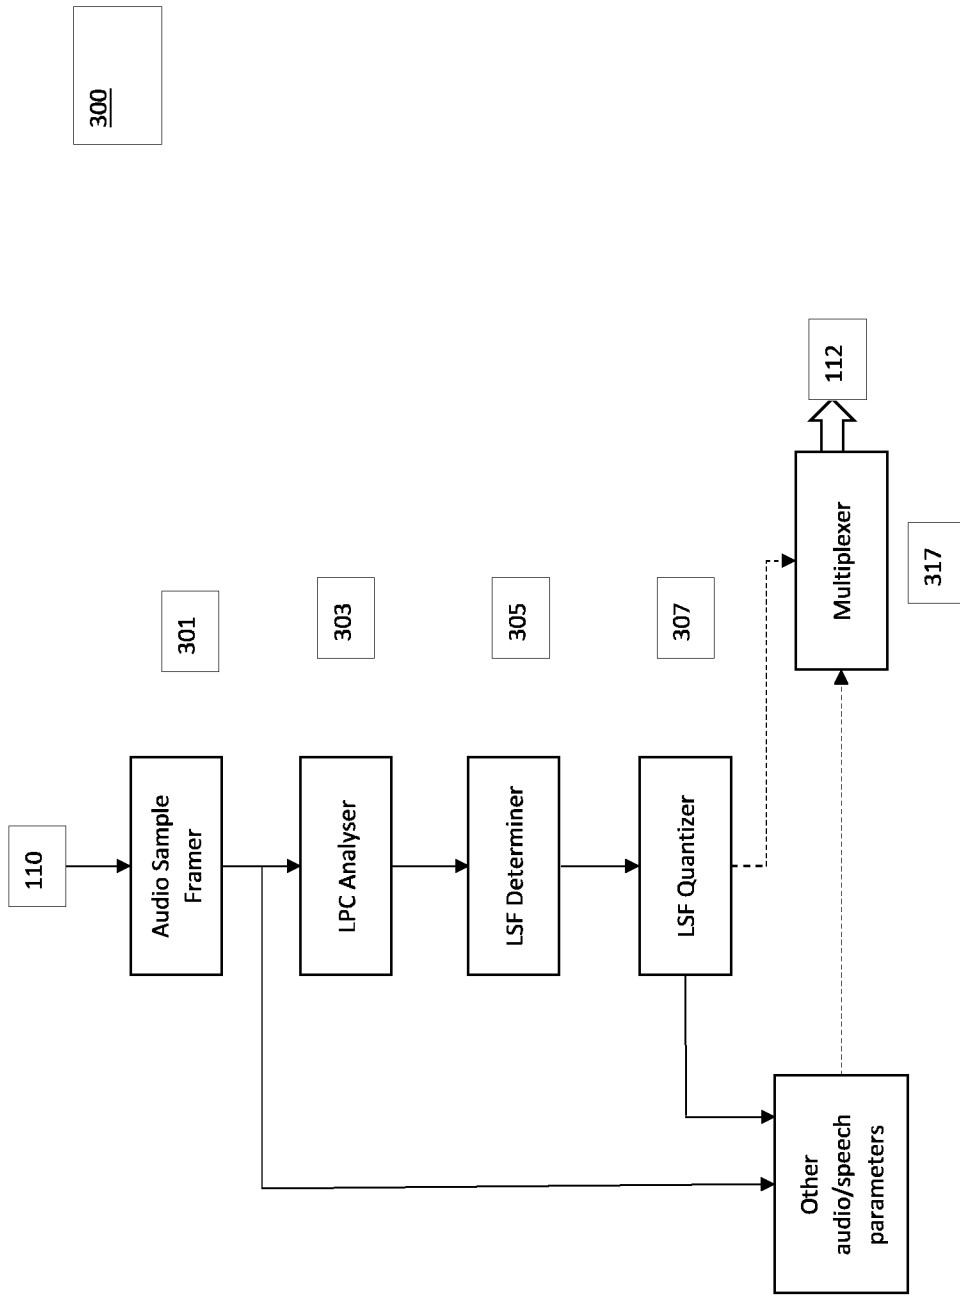 300
110
Audio Sample
Framer
301
LPC Analyser
303
LSF Determiner
305
LSF Quantizer
307
Other
audio/speech
parameters
Multiplexer
317
112